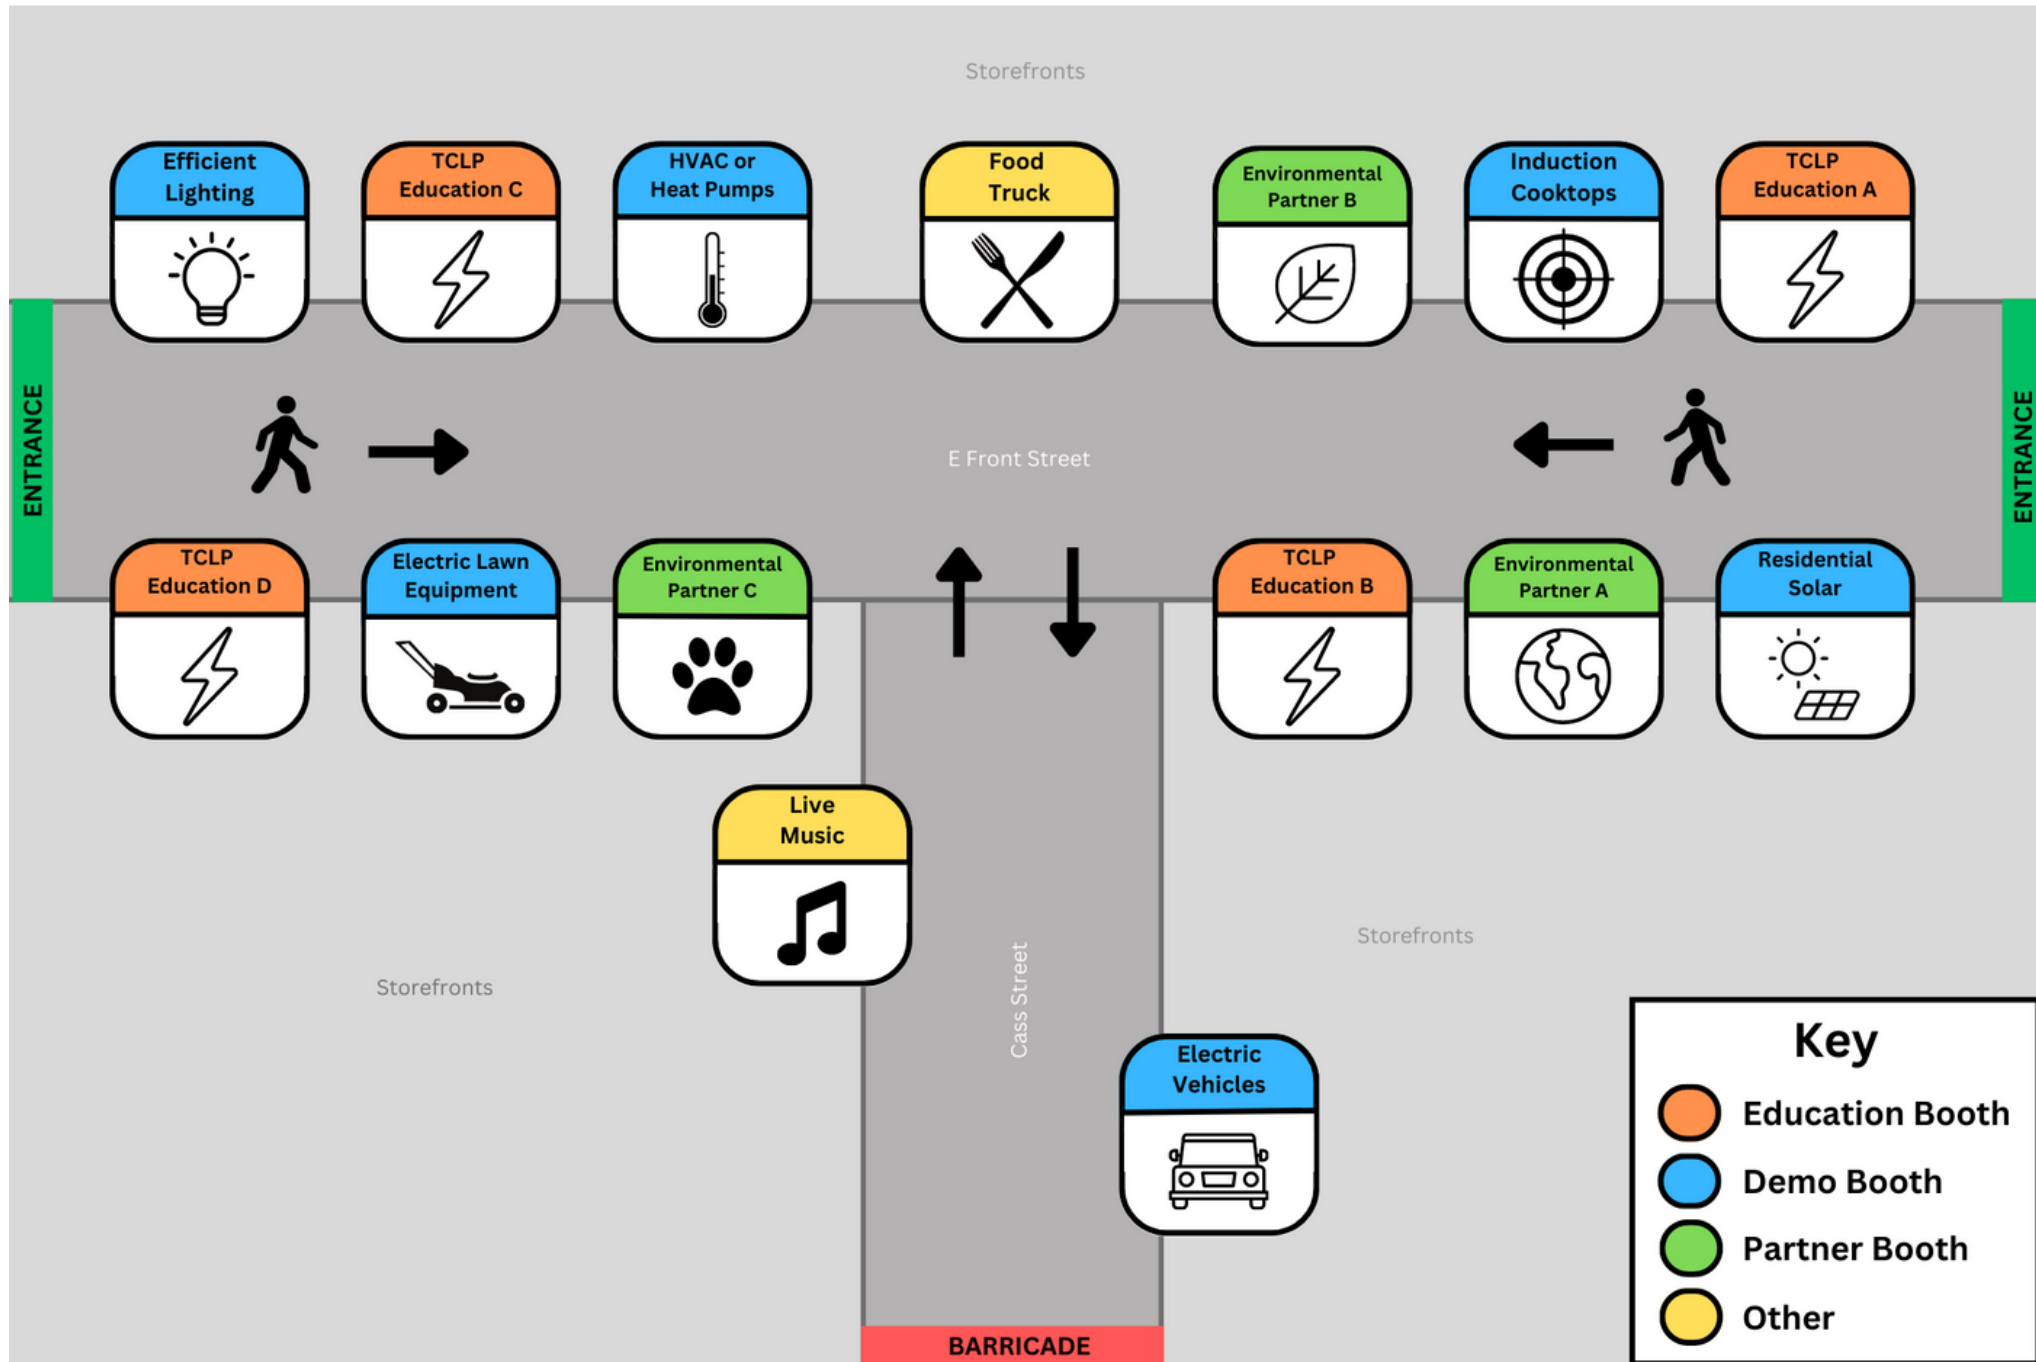 Storefronts
Efficient
Lighting
TCLP
Education C
HVAC or
Heat Pumps
Food
Truck
Environmental
Partner B
Induction
Cooktops
TCLP
Education A
ENTRANCE
E Front Street
ENTRANCE
TCLP
Education D
Electric Lawn
Equipment
Environmental
Partner C
TCLP
Education B
Environmental
Partner A
Residential
Solar
Live
Music
Storefronts
Cass Street
Storefronts
Electric
Vehicles
BARRICADE
Key
Education Booth
Demo Booth
Partner Booth
Other